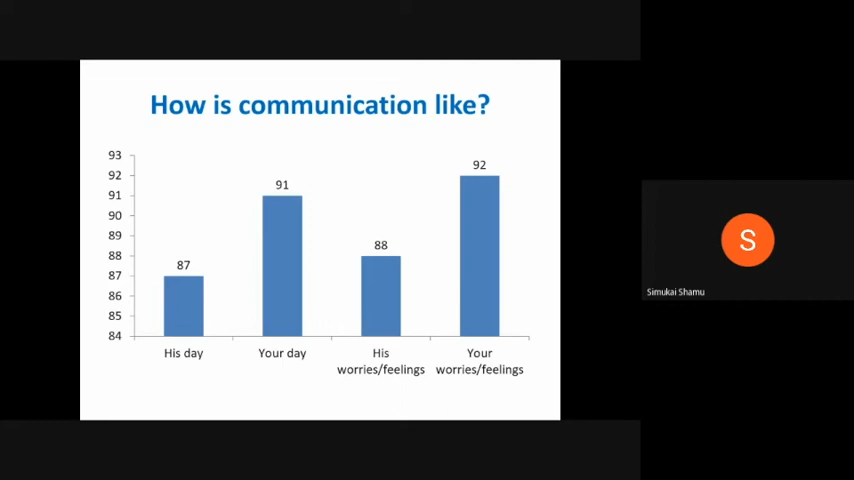 How is communication like?
93
92
91
90
89
88
87
86
85
84
87
91
88
92
His day
Your day
His
worries/feelings
Your
worries/feelings
S
Simukai Shamu